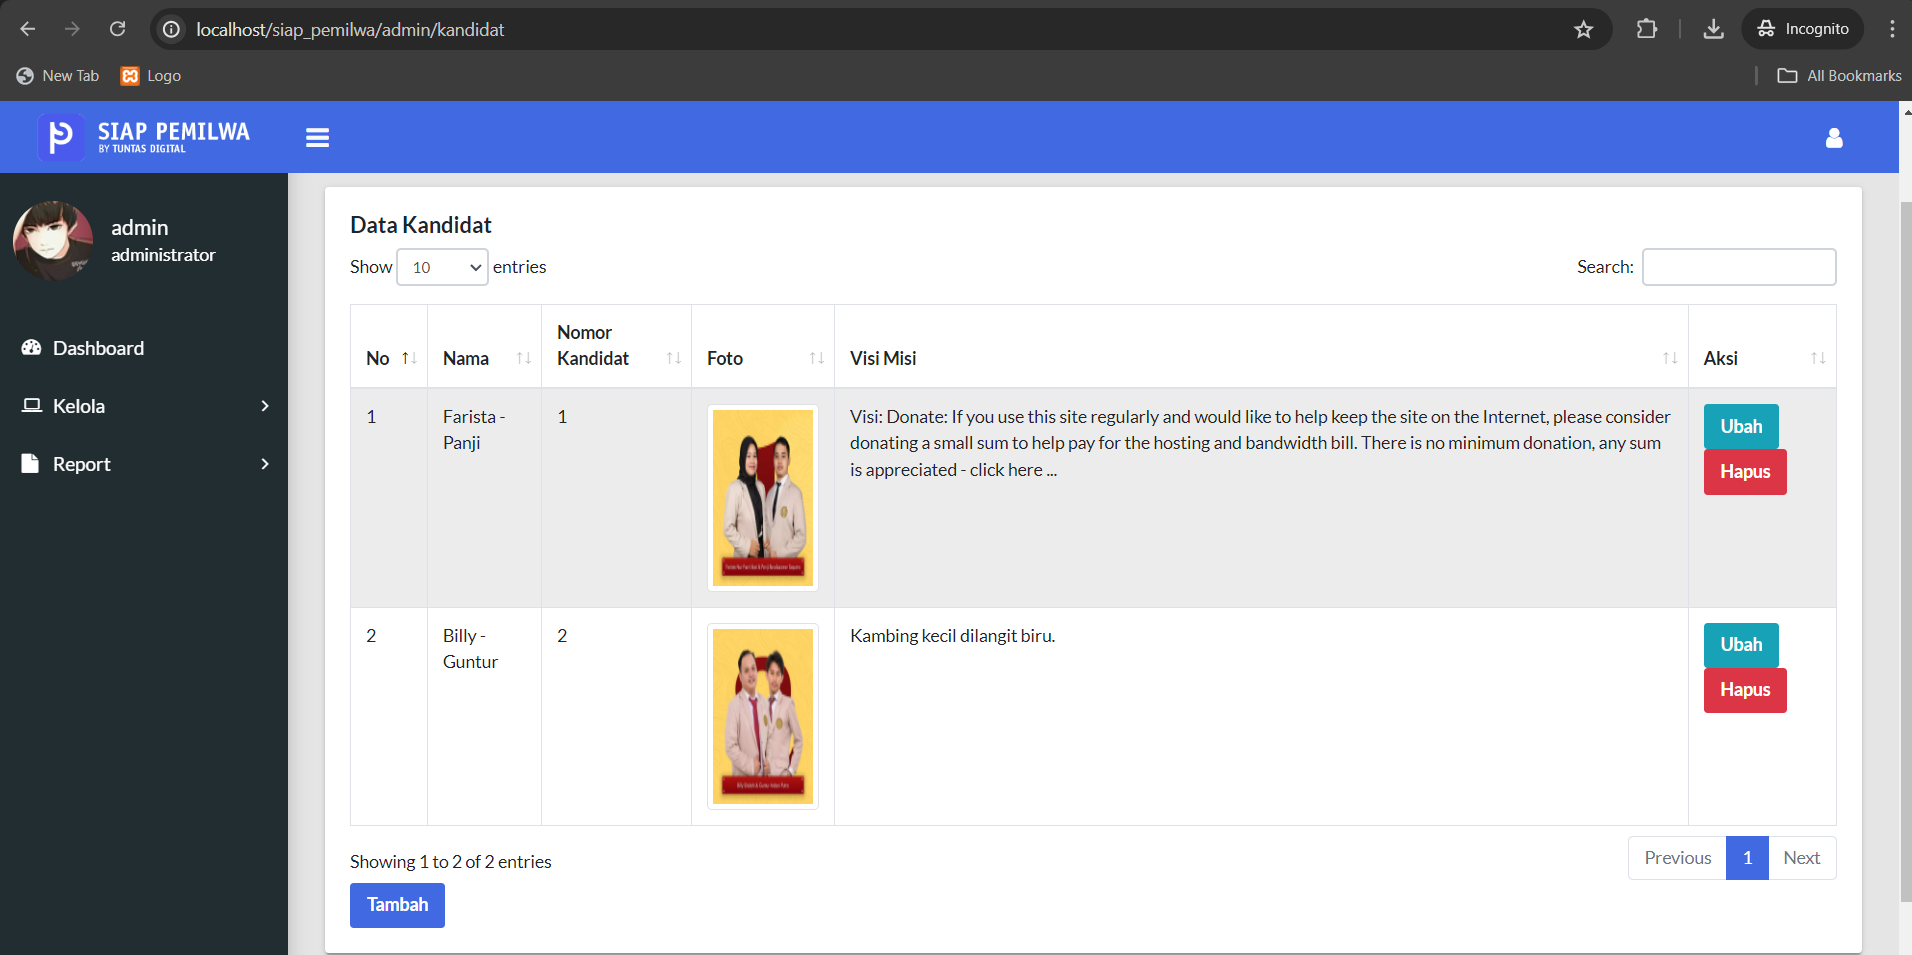 localhost/siap_pemilwa/admin/kandidat
Incognito
New Tab
Logo
All Bookmarks
SIAP PEMILWA
BY TUNTAS DIGITAL
admin
administrator
Dashboard
Kelola
Report
Data Kandidat
Show 10 entries
Search:
No
Nama
Nomor
Kandidat
Foto
Visi Misi
Aksi
1
Farista -
Panji
1
Visi: Donate: If you use this site regularly and would like to help keep the site on the Internet, please consider
donating a small sum to help pay for the hosting and bandwidth bill. There is no minimum donation, any sum
is appreciated - click here ...
Ubah
Hapus
2
Billy -
Guntur
2
Kambing kecil dilangit biru.
Ubah
Hapus
Showing 1 to 2 of 2 entries
Previous
1
Next
Tambah